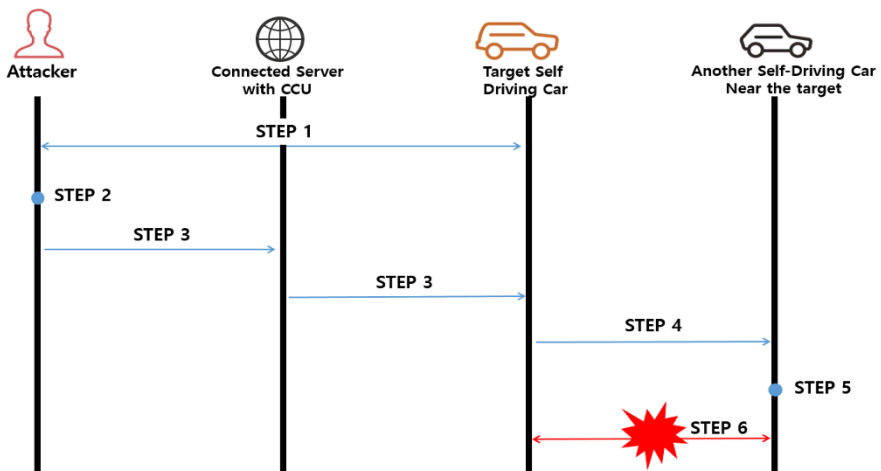 Attacker
Connected Server
with CCU
Target Self
Driving Car
Another Self-Driving Car
Near the target
STEP 1
STEP 2
STEP 3
STEP 3
STEP 4
STEP 5
STEP 6